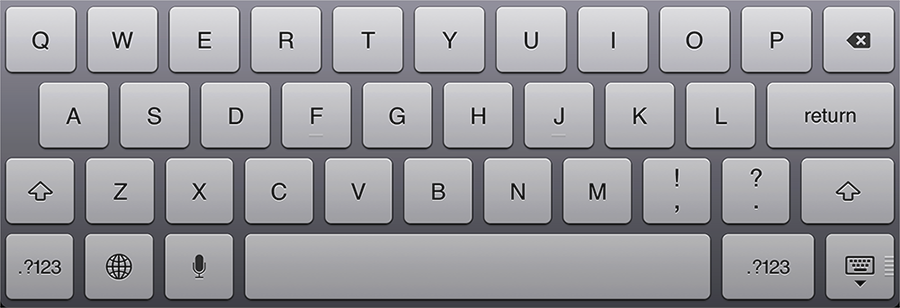 Q W E R T Y U I O P
A S D F G H J K L return
Z X C V B N M ! , ? .
.?123 .?123